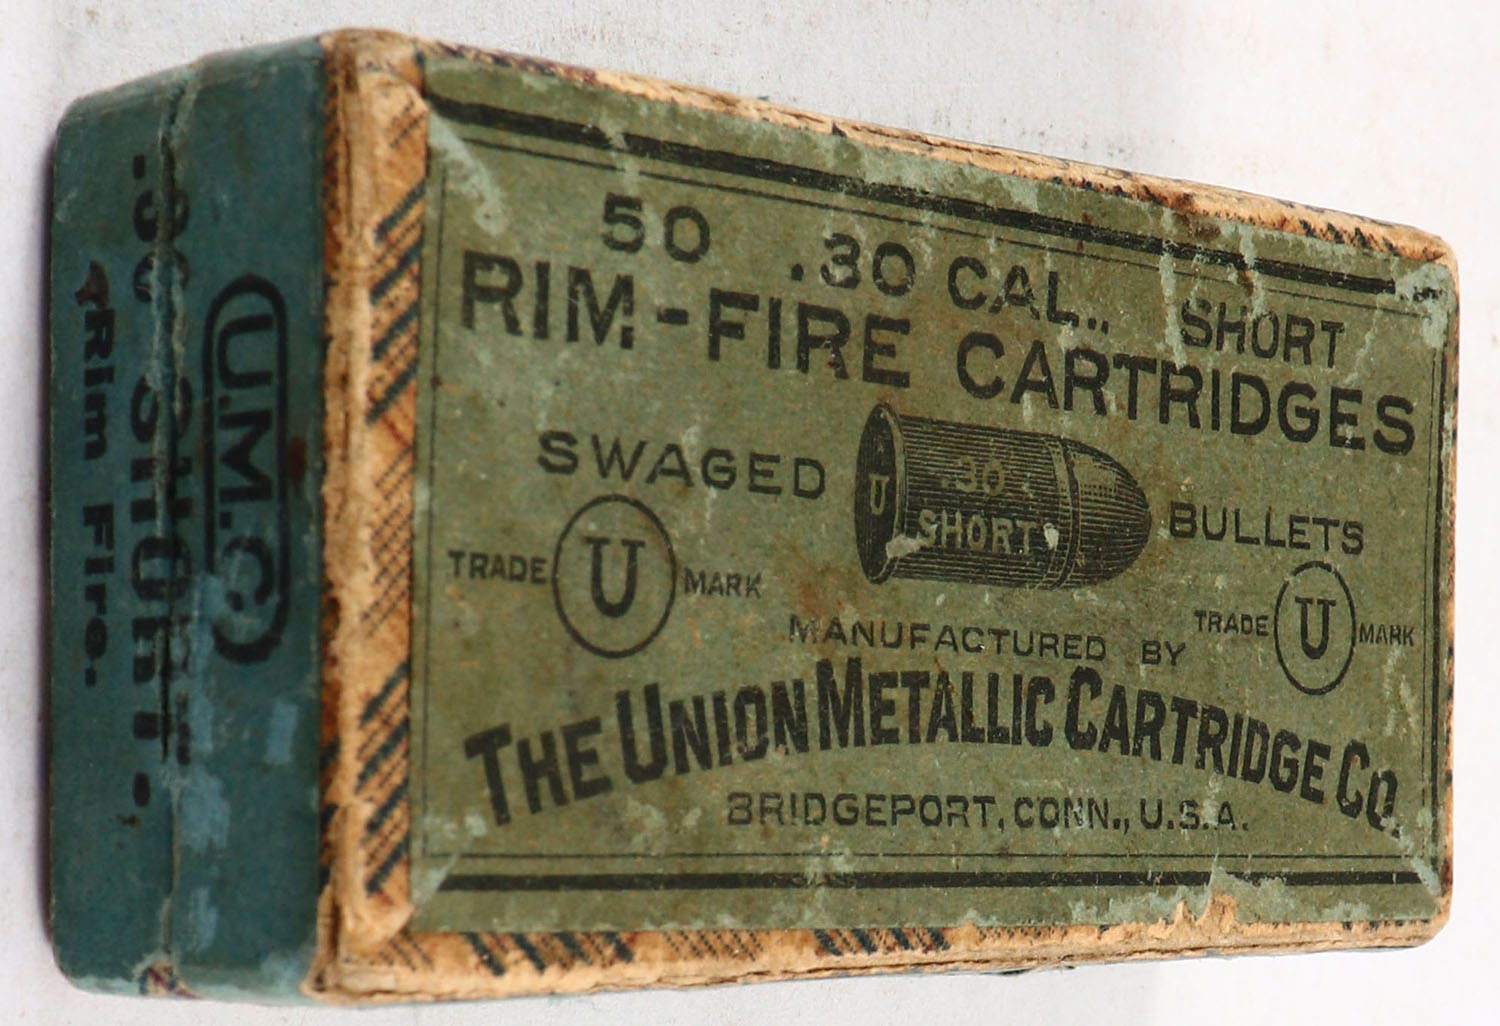 50 .30 CAL., SHORT
RIM-FIRE CARTRIDGES
SWAGED BULLETS
U .30
SHORT
TRADE U MARK
TRADE U MARK
MANUFACTURED BY
THE UNION METALLIC CARTRIDGE CO.
BRIDGEPORT, CONN., U.S.A.
U.M.C.
.30 SHORT.
Rim Fire.